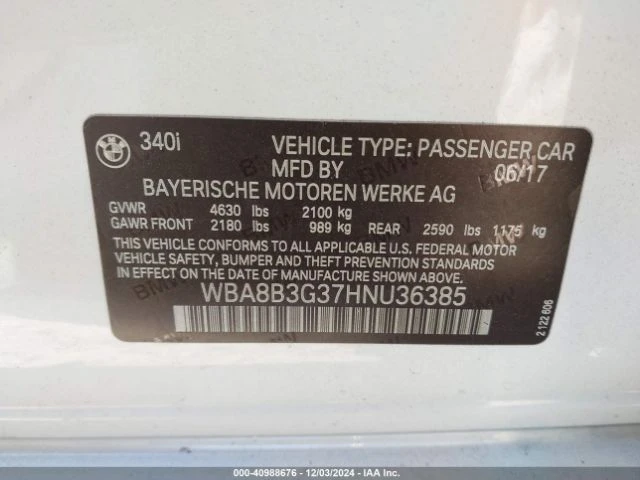 BMW 340i VEHICLE TYPE: PASSENGER CAR
MFD BY 06/17
BAYERISCHE MOTOREN WERKE AG
GVWR 4630 lbs 2100 kg
GAWR FRONT 2180 lbs 989 kg REAR 2590 lbs 1175 kg
THIS VEHICLE CONFORMS TO ALL APPLICABLE U.S. FEDERAL MOTOR
VEHICLE SAFETY, BUMPER AND THEFT PREVENTION STANDARDS
IN EFFECT ON THE DATE OF MANUFACTURE SHOWN ABOVE.
WBA8B3G37HNU36385
2 122 606
000-40988676 - 12/03/2024 - IAAI.COM